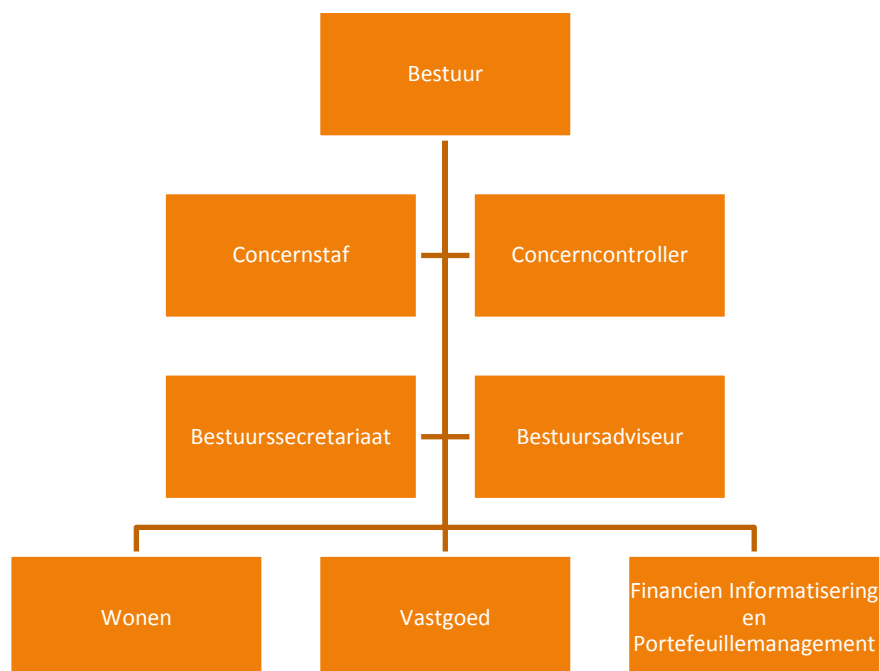 Bestuur
Concernstaf
Concerncontroller
Bestuurssecretariaat
Bestuursadviseur
Wonen
Vastgoed
Financien Informatisering
en
Portefeuillemanagement